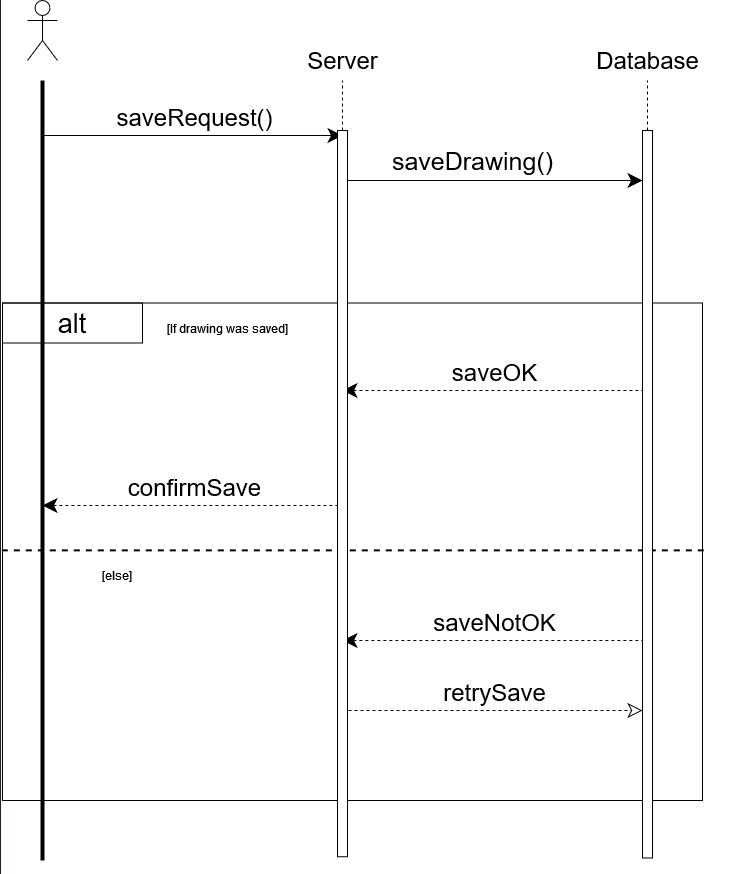 Server
Database
saveRequest()
saveDrawing()
alt
[If drawing was saved]
saveOK
confirmSave
[else]
saveNotOK
retrySave